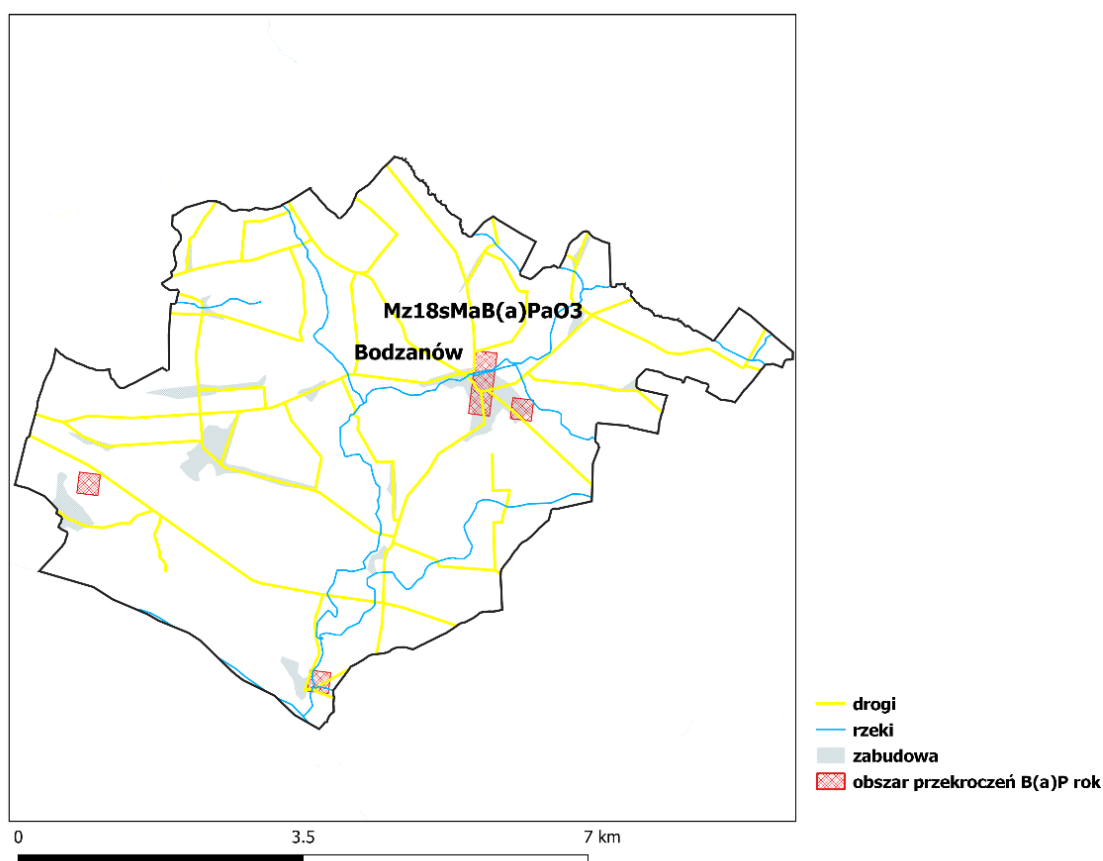 Mz18sMaB(a)PaO3
Bodzanów
drogi
rzeki
zabudowa
obszar przekroczeń B(a)P rok
0 3.5 7 km